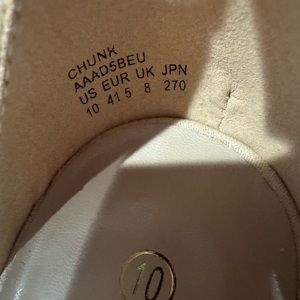 CHUNK
AAAD5BEU
US EUR UK JPN
10 41 5 8 270
10